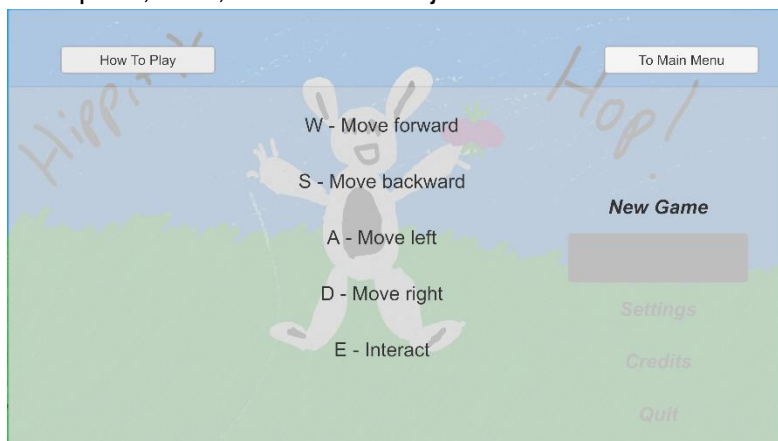 How To Play
To Main Menu
Hippity
Hop!
W - Move forward
S - Move backward
New Game
A - Move left
D - Move right
Settings
E - Interact
Credits
Quit